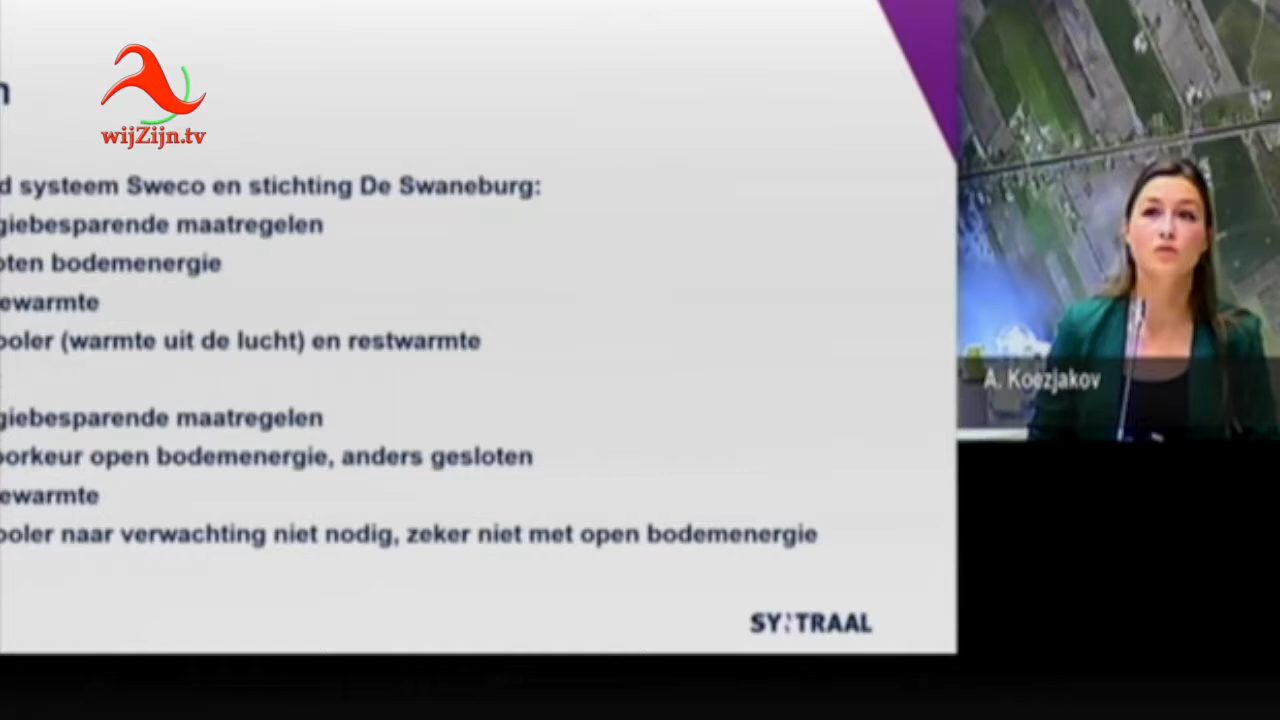 wijZijn.tv
systeem Sweco en stichting De Swaneburg:
giebesparende maatregelen
oten bodemenergie
ewarmte
ooler (warmte uit de lucht) en restwarmte
giebesparende maatregelen
oorkeur open bodemenergie, anders gesloten
ewarmte
ooler naar verwachting niet nodig, zeker niet met open bodemenergie
SYNTRAAL
A. Koezjakov